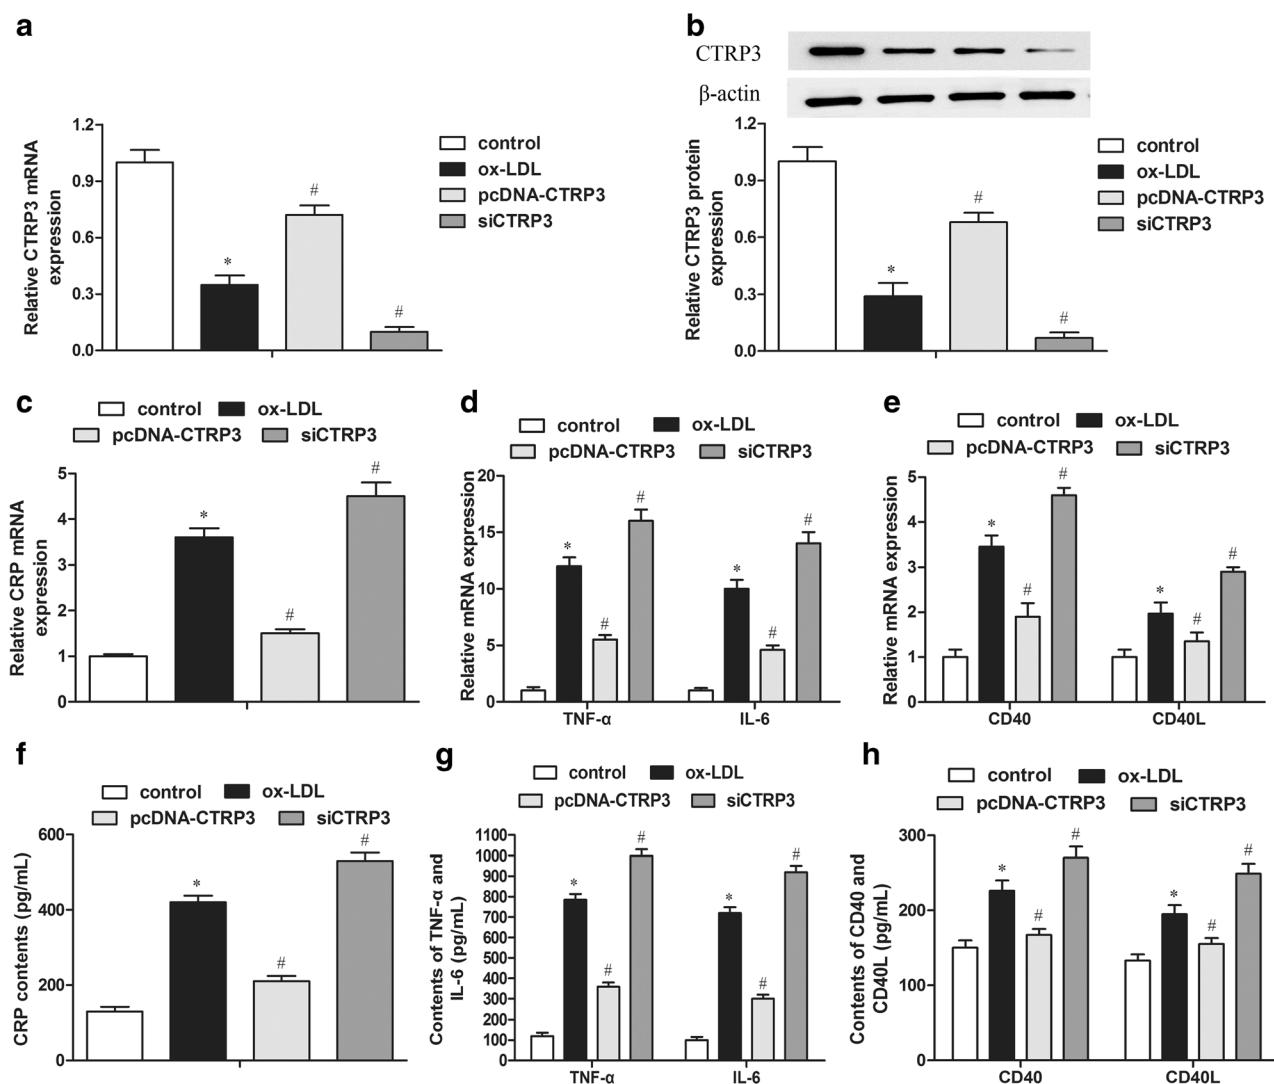 a
Relative CTRP3 mRNA
expression
1.2
0.9
0.6
0.3
0.0
*
#
#
control
ox-LDL
pcDNA-CTRP3
siCTRP3
b
CTRP3
β-actin
Relative CTRP3 protein
expression
1.2
0.9
0.6
0.3
0.0
*
#
#
control
ox-LDL
pcDNA-CTRP3
siCTRP3
c
control ox-LDL
pcDNA-CTRP3 siCTRP3
Relative CRP mRNA
expression
5
4
3
2
1
0
*
#
#
d
control ox-LDL
pcDNA-CTRP3 siCTRP3
Relative mRNA expression
20
15
10
5
0
*
#
#
*
#
#
TNF-α IL-6
e
control ox-LDL
pcDNA-CTRP3 siCTRP3
Relative mRNA expression
5
4
3
2
1
0
*
#
#
*
#
#
CD40 CD40L
f
control ox-LDL
pcDNA-CTRP3 siCTRP3
CRP contents (pg/mL)
600
400
200
0
*
#
#
g
control ox-LDL
pcDNA-CTRP3 siCTRP3
Contents of TNF-α and
IL-6 (pg/mL)
1100
1000
900
800
700
600
500
400
300
200
100
0
*
#
#
*
#
#
TNF-α IL-6
h
control ox-LDL
pcDNA-CTRP3 siCTRP3
Contents of CD40 and
CD40L (pg/mL)
300
200
100
0
*
#
#
*
#
#
CD40 CD40L